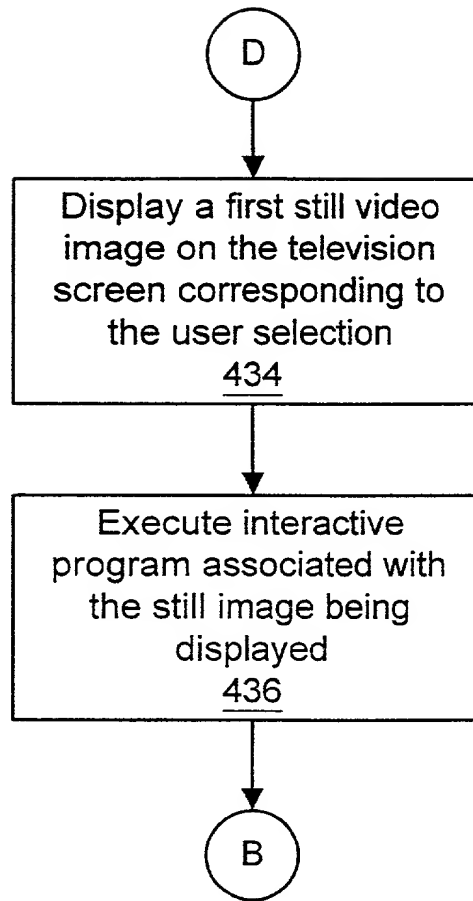 D
Display a first still video
image on the television
screen corresponding to
the user selection
434
Execute interactive
program associated with
the still image being
displayed
436
B